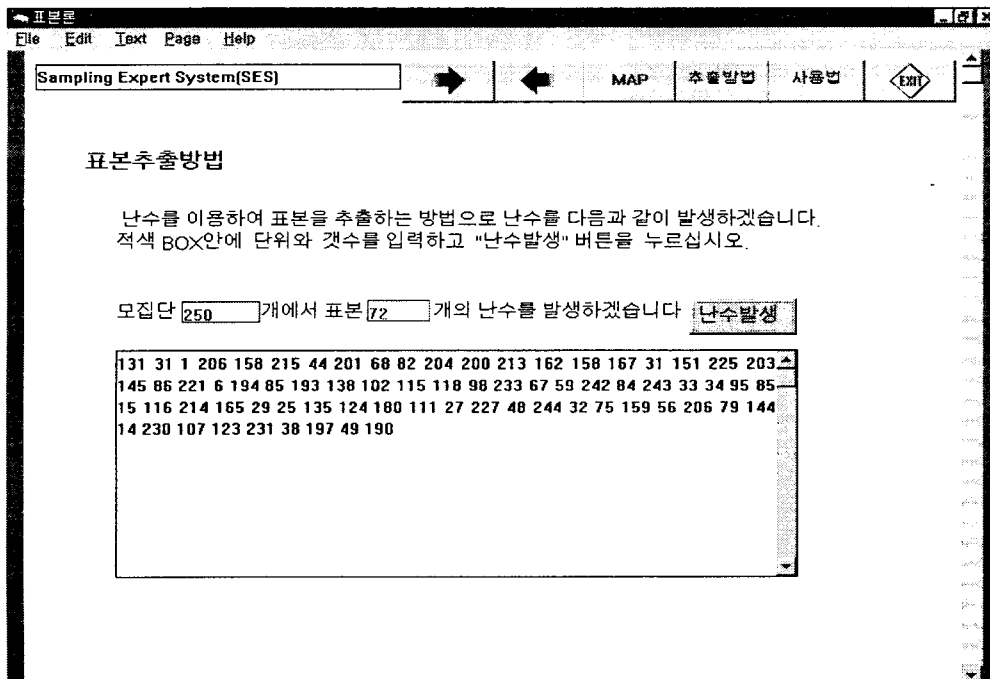 표본론
File Edit Text Page Help
Sampling Expert System(SES) MAP 추출방법 사용법 EXIT
표본추출방법
난수를 이용하여 표본을 추출하는 방법으로 난수를 다음과 같이 발생하겠습니다.
적색 BOX안에 단위와 갯수를 입력하고 "난수발생" 버튼을 누르십시오.
모집단 250 개에서 표본 72 개의 난수를 발생하겠습니다 난수발생
131 31 1 206 158 215 44 201 68 82 204 200 213 162 158 167 31 151 225 203
145 86 221 6 194 85 193 138 102 115 118 98 233 67 59 242 84 243 33 34 95 85
15 116 214 165 29 25 135 124 180 111 27 227 48 244 32 75 159 56 206 79 144
14 230 107 123 231 38 197 49 190